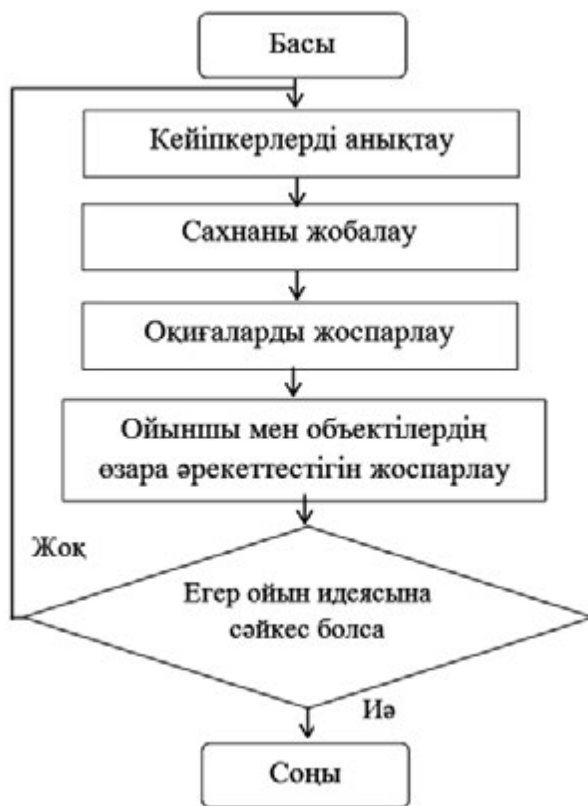 Басы
Кейіпкерлерді анықтау
Сахнаны жобалау
Оқиғаларды жоспарлау
Ойыншы мен объектілердің
өзара әрекеттестігін жоспарлау
Жоқ
Егер ойын идеясына
сәйкес болса
Иә
Соңы